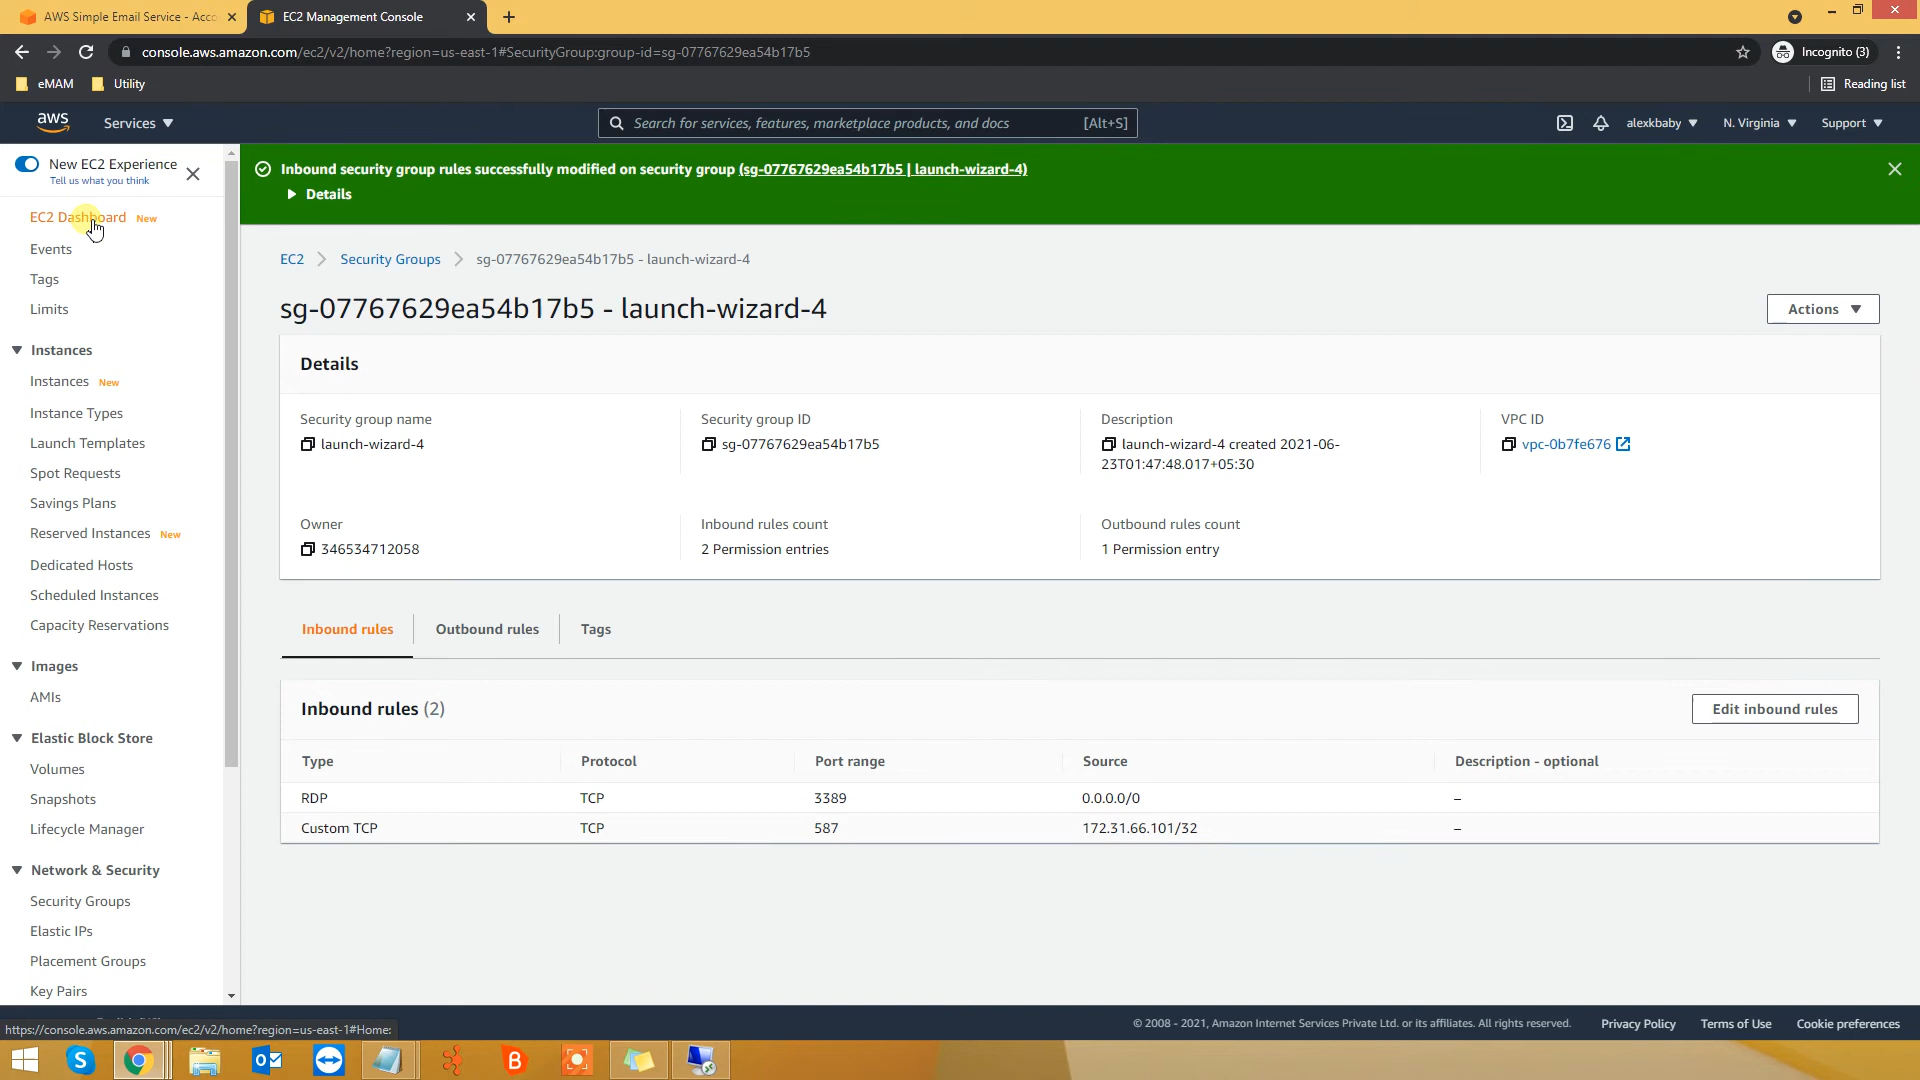 AWS Simple Email Service - Acco
EC2 Management Console
console.aws.amazon.com/ec2/v2/home?region=us-east-1#SecurityGroup:group-id=sg-07767629ea54b17b5
Incognito (3)
eMAM
Utility
Reading list
aws
Services
Search for services, features, marketplace products, and docs
[Alt+S]
alexkbaby
N. Virginia
Support
New EC2 Experience
Tell us what you think
EC2 Dashboard New
Events
Tags
Limits
Instances
Instances New
Instance Types
Launch Templates
Spot Requests
Savings Plans
Reserved Instances New
Dedicated Hosts
Scheduled Instances
Capacity Reservations
Images
AMIs
Elastic Block Store
Volumes
Snapshots
Lifecycle Manager
Network & Security
Security Groups
Elastic IPs
Placement Groups
Key Pairs
Inbound security group rules successfully modified on security group (sg-07767629ea54b17b5 | launch-wizard-4)
Details
EC2
Security Groups
sg-07767629ea54b17b5 - launch-wizard-4
sg-07767629ea54b17b5 - launch-wizard-4
Actions
Details
Security group name
launch-wizard-4
Security group ID
sg-07767629ea54b17b5
Description
launch-wizard-4 created 2021-06-
23T01:47:48.017+05:30
VPC ID
vpc-0b7fe676
Owner
346534712058
Inbound rules count
2 Permission entries
Outbound rules count
1 Permission entry
Inbound rules
Outbound rules
Tags
Inbound rules (2)
Edit inbound rules
Type Protocol Port range Source Description - optional
RDP TCP 3389 0.0.0.0/0 –
Custom TCP TCP 587 172.31.66.101/32 –
https://console.aws.amazon.com/ec2/v2/home?region=us-east-1#Home:
© 2008 - 2021, Amazon Internet Services Private Ltd. or its affiliates. All rights reserved.
Privacy Policy
Terms of Use
Cookie preferences